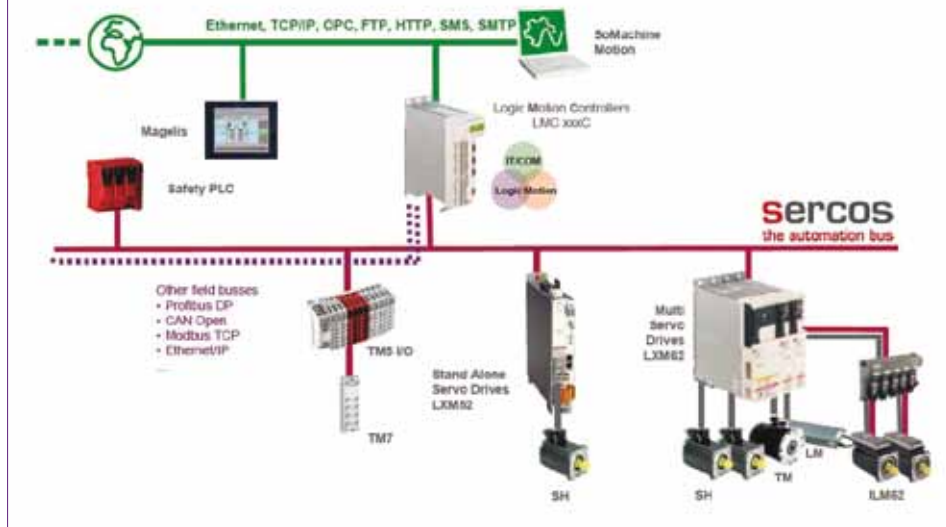 Ethernet, TCP/IP, OPC, FTP, HTTP, SMS, SMTP
SoMachine
Motion
Magelis
Logic Motion Controllers
LMC xxxC
IT/COM
Logic Motion
Safety PLC
sercos
the automation bus
Other field busses
• Profibus DP
• CAN Open
• Modbus TCP
• Ethernet/IP
.....
TM5 I/O
TM7
Stand Alone
Servo Drives
LXM52
SH
Multi
Servo
Drives
LXM62
SH
TM
LM
ILM62